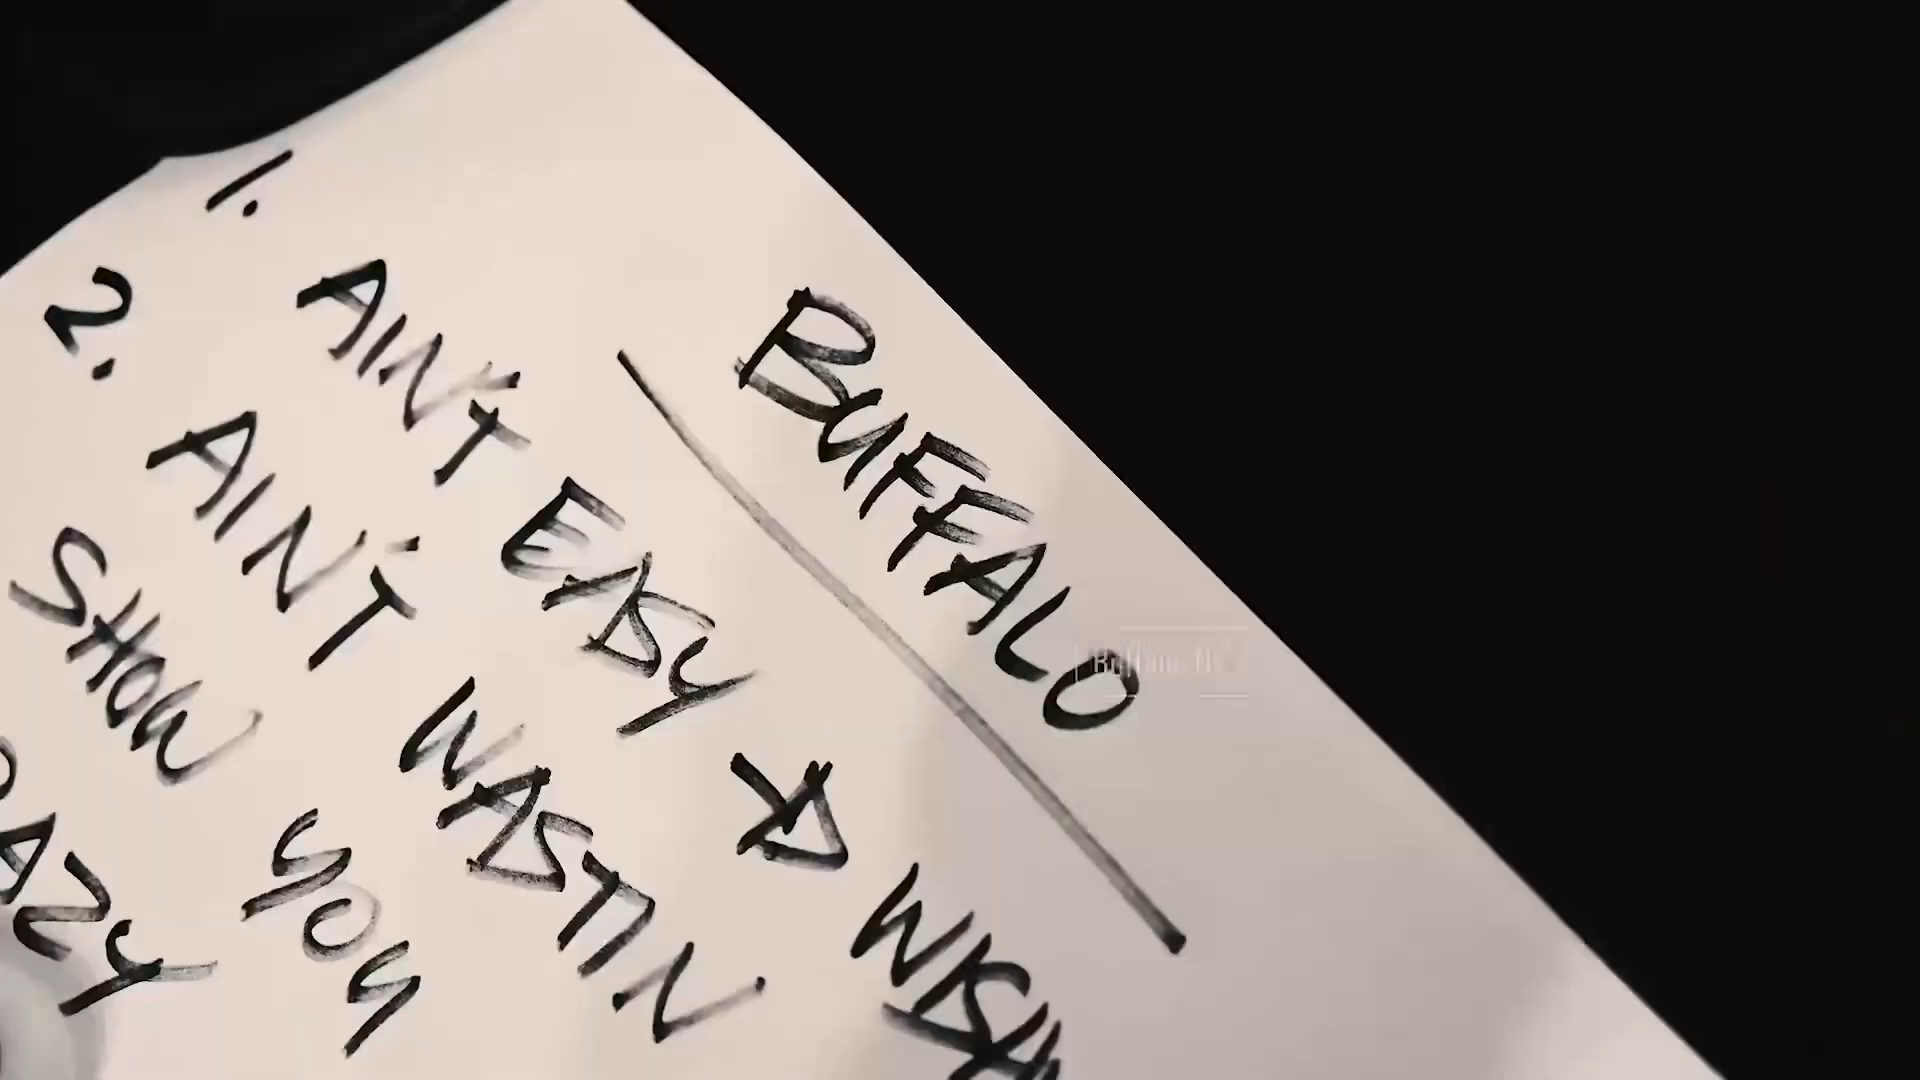 BUFFALO
1. AIN'T EASY WISH
2. AIN'T WASTIN
SHOW YOU